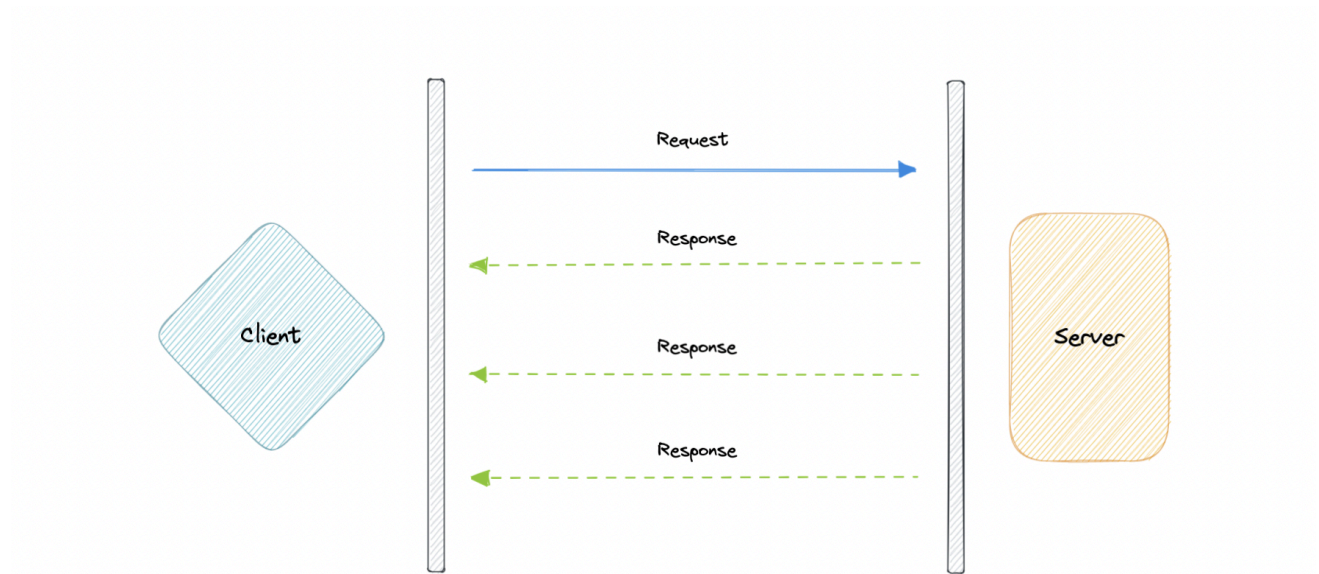 Request
Response
Client
Response
Server
Response